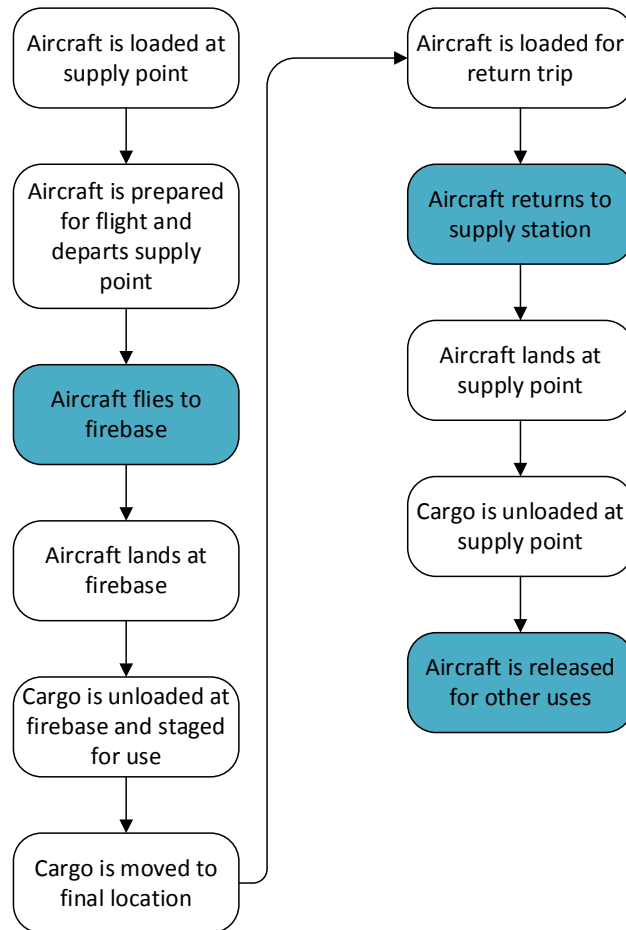 Aircraft is loaded at
supply point
Aircraft is prepared
for flight and
departs supply
point
Aircraft flies to
firebase
Aircraft lands at
firebase
Cargo is unloaded at
firebase and staged
for use
Cargo is moved to
final location
Aircraft is loaded for
return trip
Aircraft returns to
supply station
Aircraft lands at
supply point
Cargo is unloaded at
supply point
Aircraft is released
for other uses